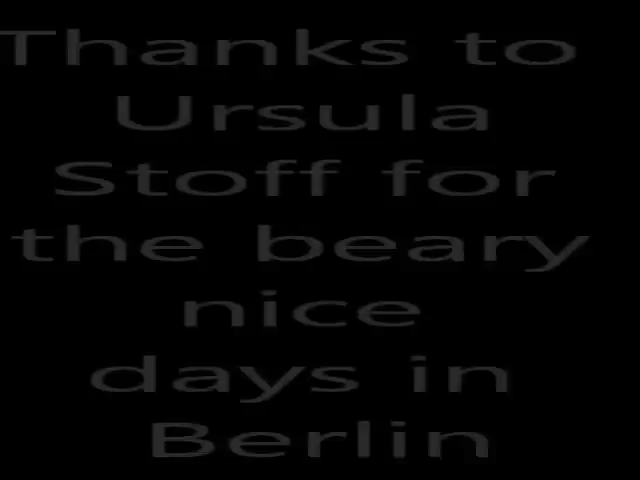 Thanks to
Ursula
Stoff for
the beary
nice
days in
Berlin